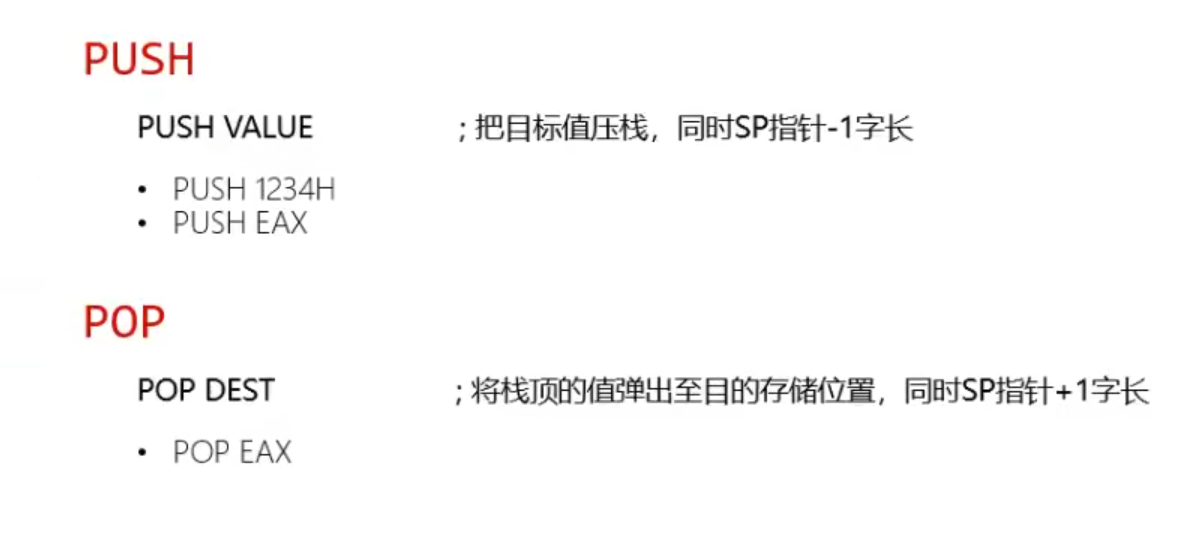 PUSH
PUSH VALUE ; 把目标值压栈，同时SP指针-1字长
• PUSH 1234H
• PUSH EAX
POP
POP DEST ; 将栈顶的值弹出至目的存储位置，同时SP指针+1字长
• POP EAX